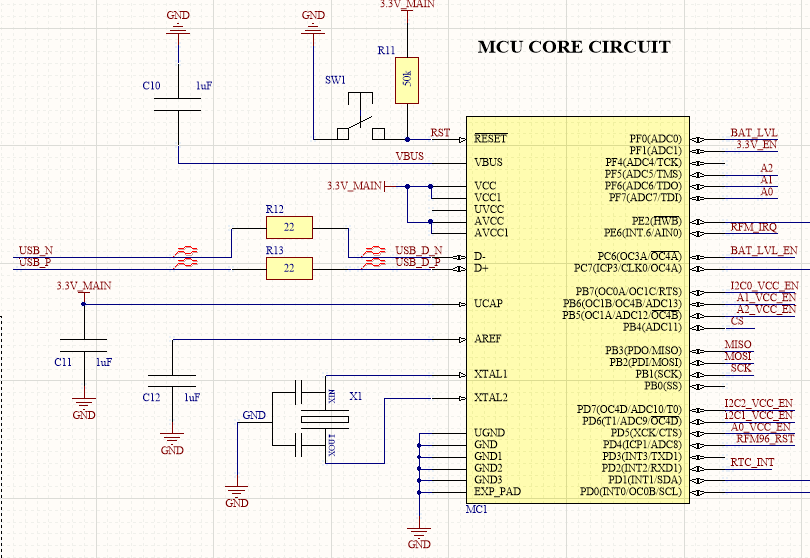 GND
GND
3.3V_MAIN
MCU CORE CIRCUIT
C10
1uF
SW1
R11
50k
RST
VBUS
3.3V_MAIN
R12
22
R13
22
USB_N
USB_P
USB_D_N
USB_D_P
3.3V_MAIN
C11
1uF
GND
C12
1uF
GND
GND
XIN
X1
XOUT
GND
RESET
VBUS
VCC
VCC1
UVCC
AVCC
AVCC1
D-
D+
UCAP
AREF
XTAL1
XTAL2
UGND
GND
GND1
GND2
GND3
EXP_PAD
MC1
GND
PF0(ADC0) BAT_LVL
PF1(ADC1) 3.3V_EN
PF4(ADC4/TCK)
PF5(ADC5/TMS) A2
PF6(ADC6/TDO) A1
PF7(ADC7/TDI) A0
PE2(HWB)
PE6(INT.6/AIN0) RFM_IRQ
PC6(OC3A/OC4A) BAT_LVL_EN
PC7(ICP3/CLK0/OC4A)
PB7(OC0A/OC1C/RTS) I2C0_VCC_EN
PB6(OC1B/OC4B/ADC13) A1_VCC_EN
PB5(OC1A/ADC12/OC4B) A2_VCC_EN
PB4(ADC11) CS
PB3(PDO/MISO) MISO
PB2(PDI/MOSI) MOSI
PB1(SCK) SCK
PB0(SS)
PD7(OC4D/ADC10/T0) I2C2_VCC_EN
PD6(T1/ADC9/OC4D) I2C1_VCC_EN
PD5(XCK/CTS) A0_VCC_EN
PD4(ICP1/ADC8) RFM96_RST
PD3(INT3/TXD1)
PD2(INT2/RXD1) RTC_INT
PD1(INT1/SDA)
PD0(INT0/OC0B/SCL)